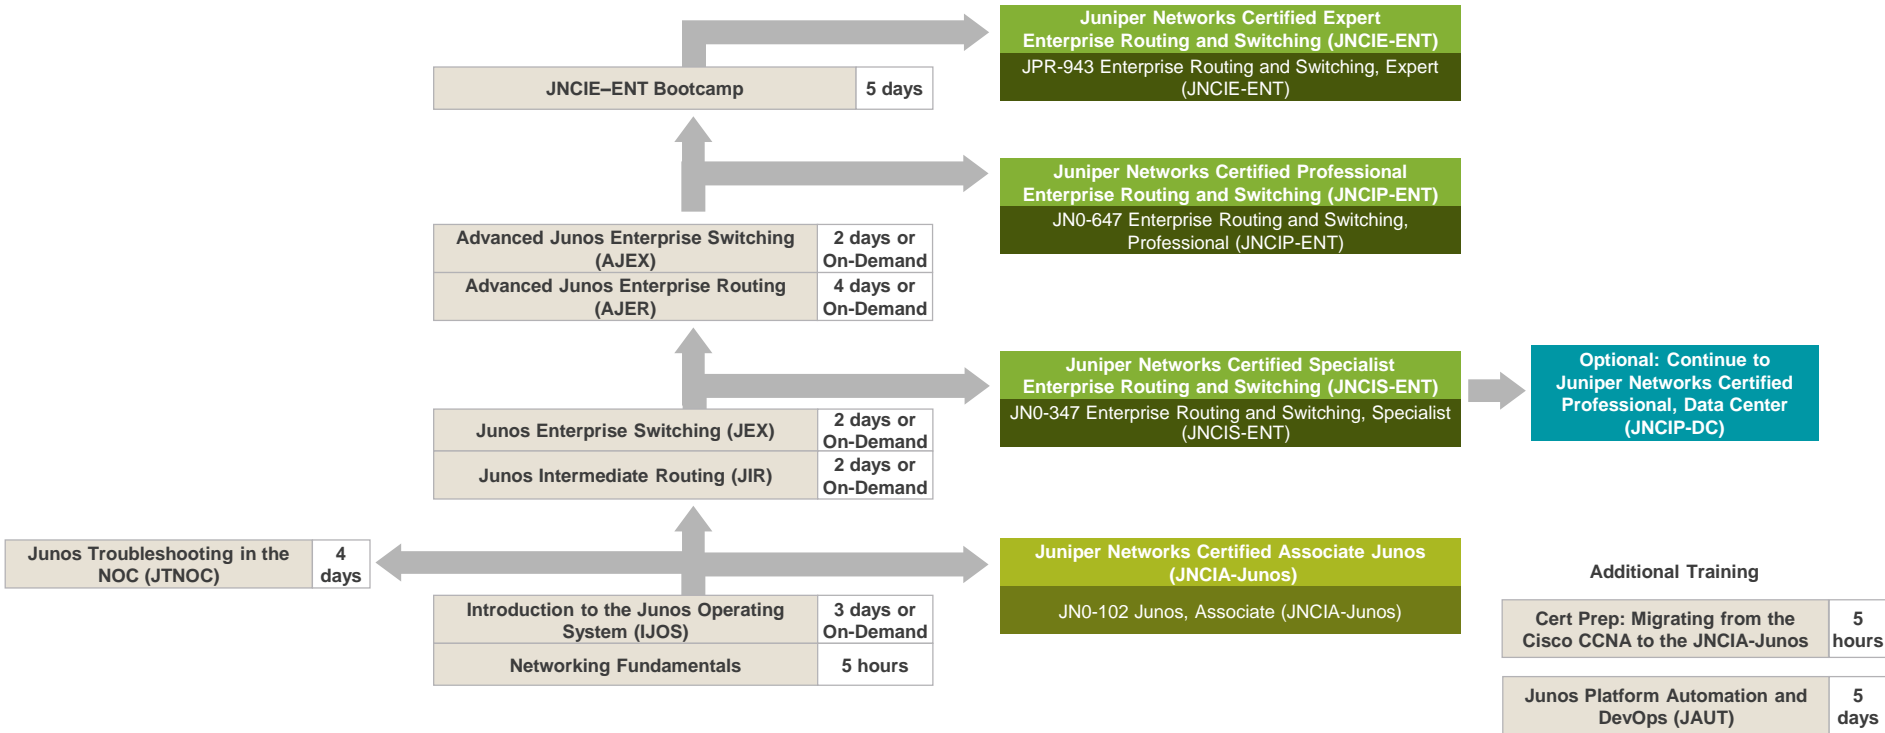 Juniper Networks Certified Expert
Enterprise Routing and Switching (JNCIE-ENT)
JPR-943 Enterprise Routing and Switching, Expert
(JNCIE-ENT)
JNCIE–ENT Bootcamp
5 days
Juniper Networks Certified Professional
Enterprise Routing and Switching (JNCIP-ENT)
JN0-647 Enterprise Routing and Switching,
Professional (JNCIP-ENT)
Advanced Junos Enterprise Switching
(AJEX)
2 days or
On-Demand
Advanced Junos Enterprise Routing
(AJER)
4 days or
On-Demand
Juniper Networks Certified Specialist
Enterprise Routing and Switching (JNCIS-ENT)
JN0-347 Enterprise Routing and Switching, Specialist
(JNCIS-ENT)
Optional: Continue to
Juniper Networks Certified
Professional, Data Center
(JNCIP-DC)
Junos Enterprise Switching (JEX)
2 days or
On-Demand
Junos Intermediate Routing (JIR)
2 days or
On-Demand
Junos Troubleshooting in the
NOC (JTNOC)
4
days
Juniper Networks Certified Associate Junos
(JNCIA-Junos)
JN0-102 Junos, Associate (JNCIA-Junos)
Introduction to the Junos Operating
System (IJOS)
3 days or
On-Demand
Networking Fundamentals
5 hours
Additional Training
Cert Prep: Migrating from the
Cisco CCNA to the JNCIA-Junos
5
hours
Junos Platform Automation and
DevOps (JAUT)
5
days